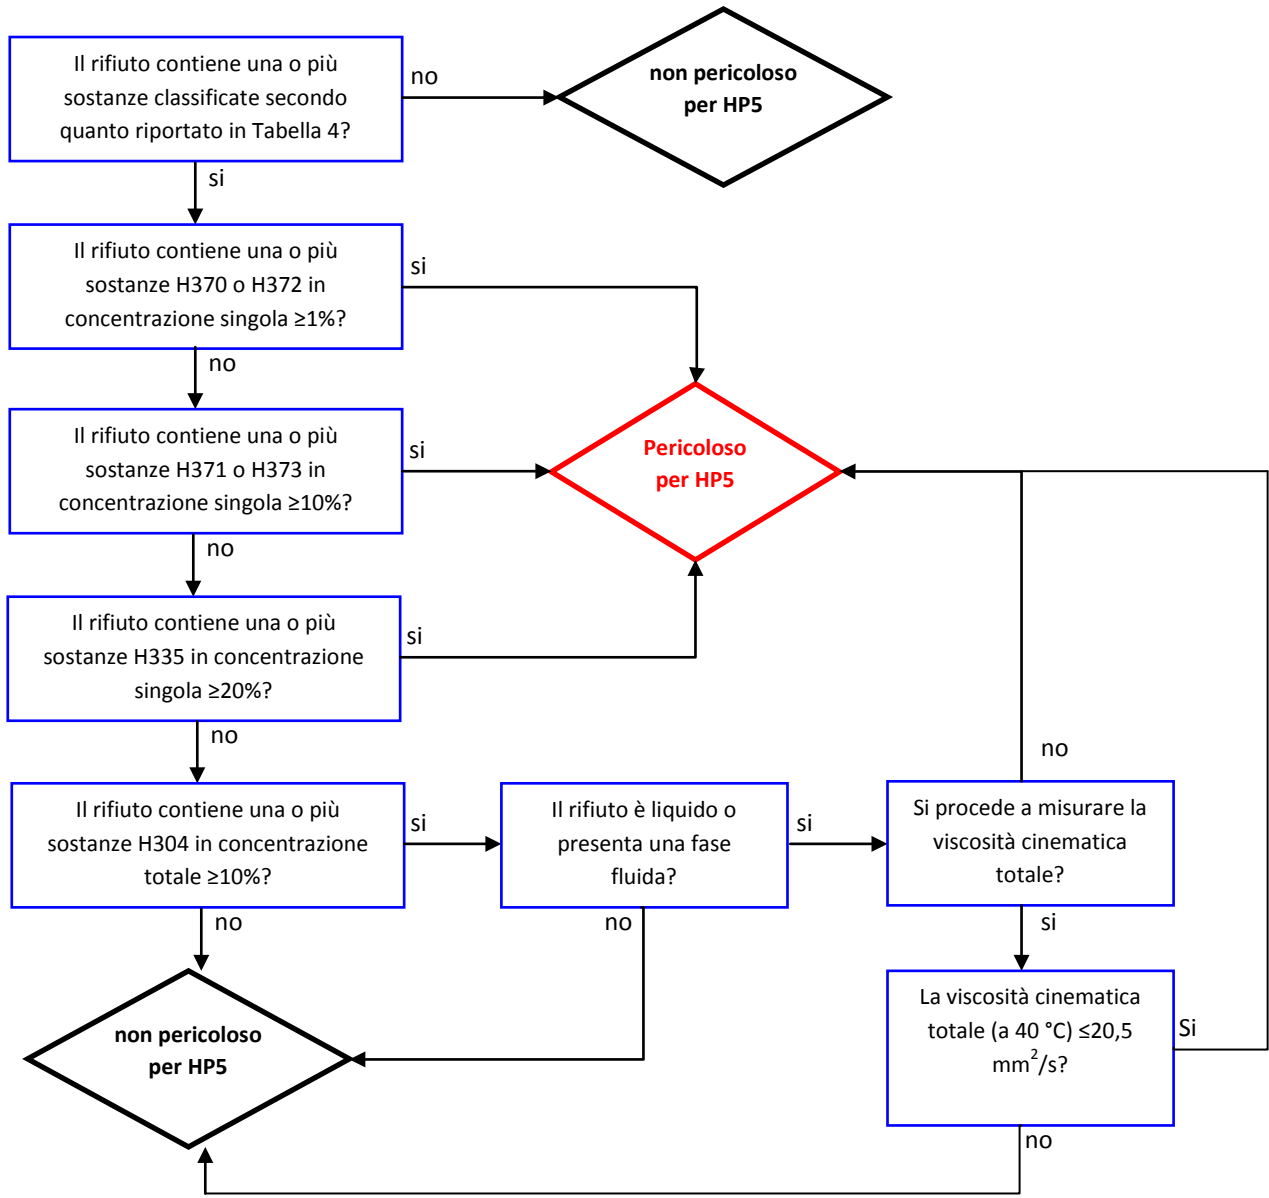 Il rifiuto contiene una o più
sostanze classificate secondo
quanto riportato in Tabella 4?
no
non pericoloso
per HP5
si
Il rifiuto contiene una o più
sostanze H370 o H372 in
concentrazione singola ≥1%?
si
no
Il rifiuto contiene una o più
sostanze H371 o H373 in
concentrazione singola ≥10%?
si
Pericoloso
per HP5
no
Il rifiuto contiene una o più
sostanze H335 in concentrazione
singola ≥20%?
si
no
Il rifiuto contiene una o più
sostanze H304 in concentrazione
totale ≥10%?
si
Il rifiuto è liquido o
presenta una fase
fluida?
si
no
Si procede a misurare la
viscosità cinematica
totale?
no
no
si
non pericoloso
per HP5
La viscosità cinematica
totale (a 40 °C) ≤20,5
mm²/s?
Si
no